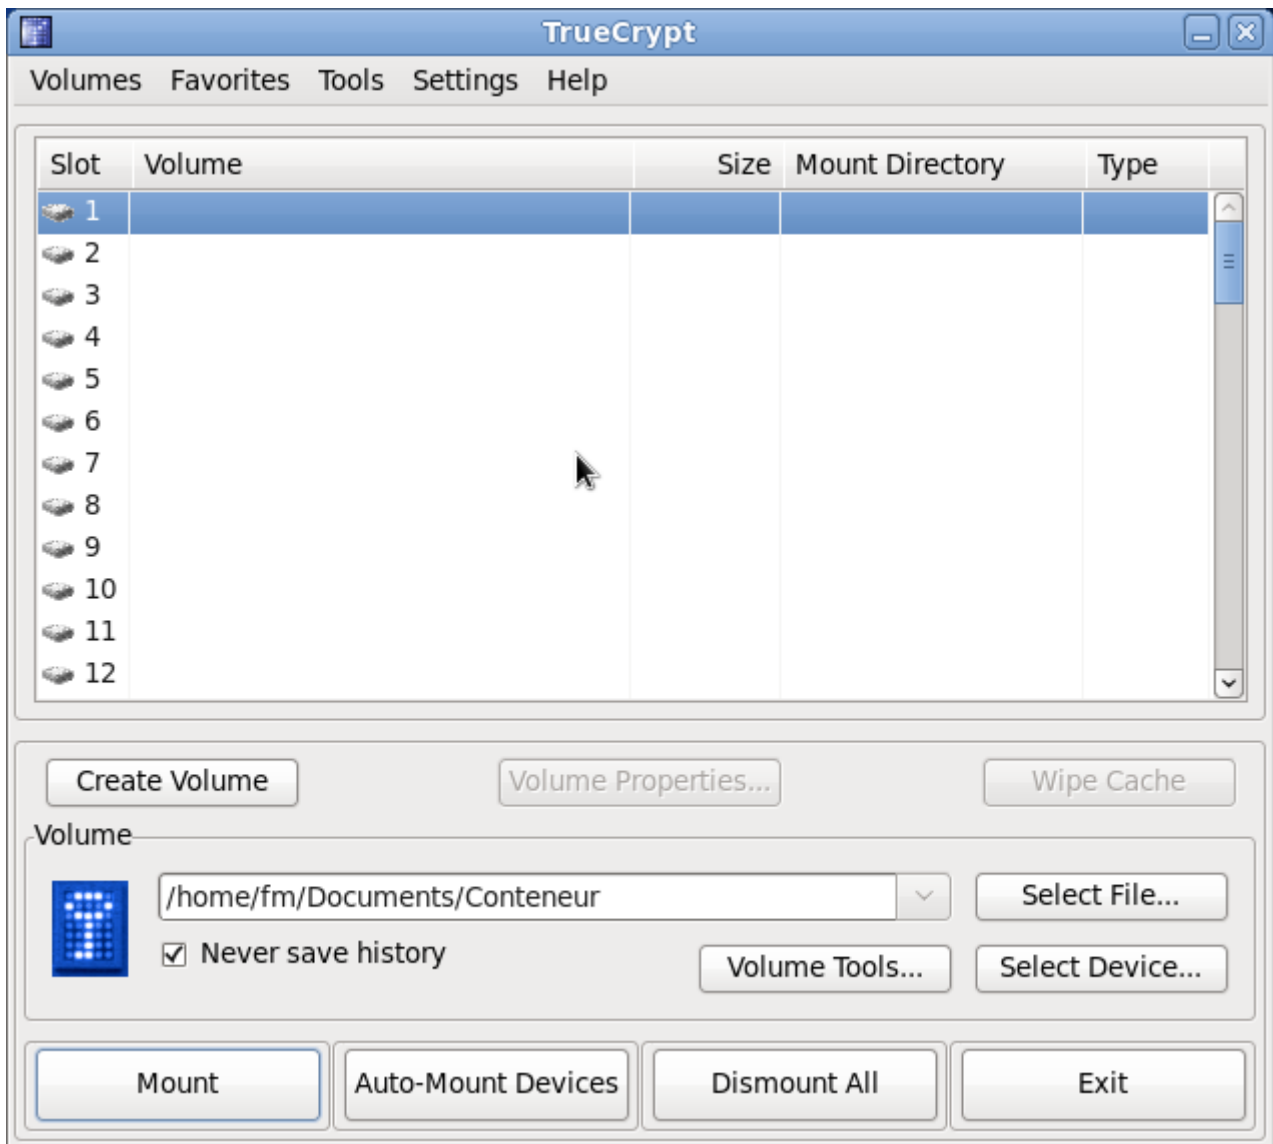 TrueCrypt
Volumes Favorites Tools Settings Help
Slot Volume Size Mount Directory Type
1
2
3
4
5
6
7
8
9
10
11
12
Create Volume Volume Properties... Wipe Cache
Volume
/home/fm/Documents/Conteneur Select File...
Never save history
Volume Tools... Select Device...
Mount Auto-Mount Devices Dismount All Exit